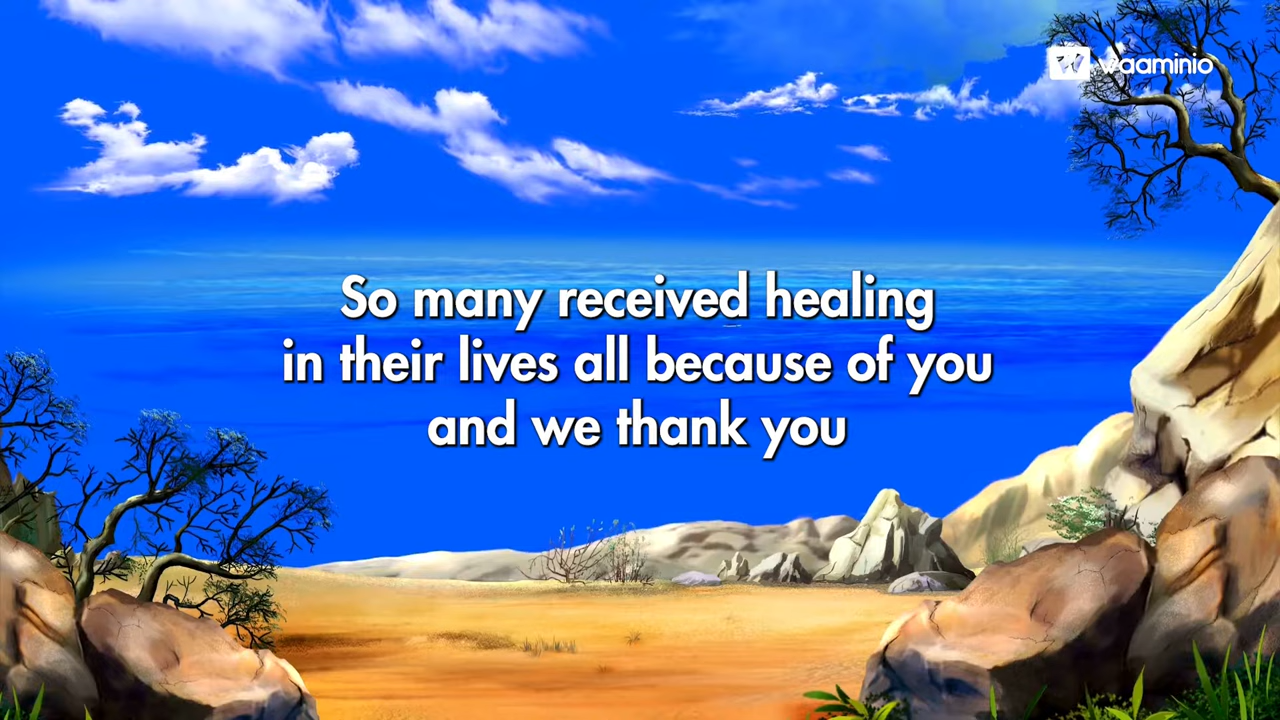 waaminio
So many received healing
in their lives all because of you
and we thank you